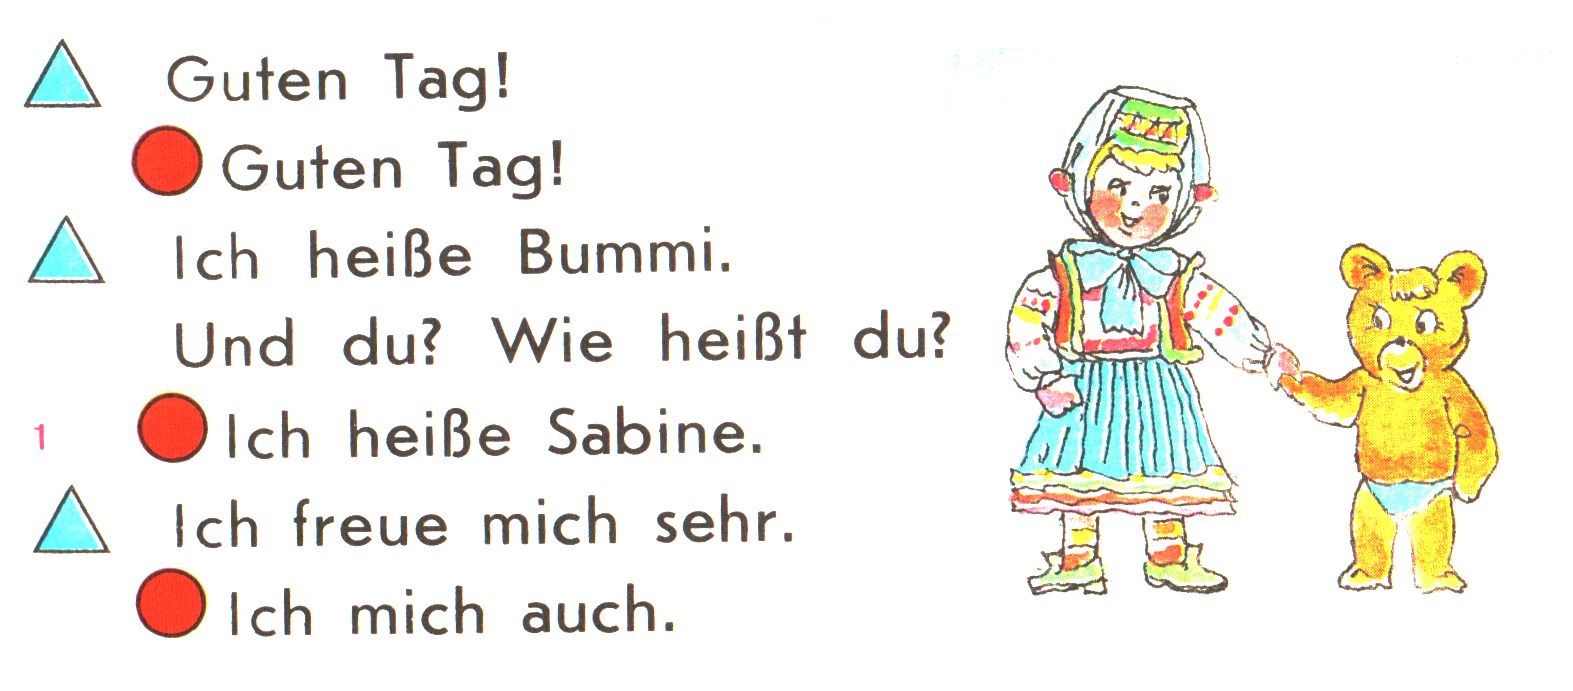 Guten Tag!
Guten Tag!
Ich heiße Bummi.
Und du? Wie heißt du?
1
Ich heiße Sabine.
Ich freue mich sehr.
Ich mich auch.